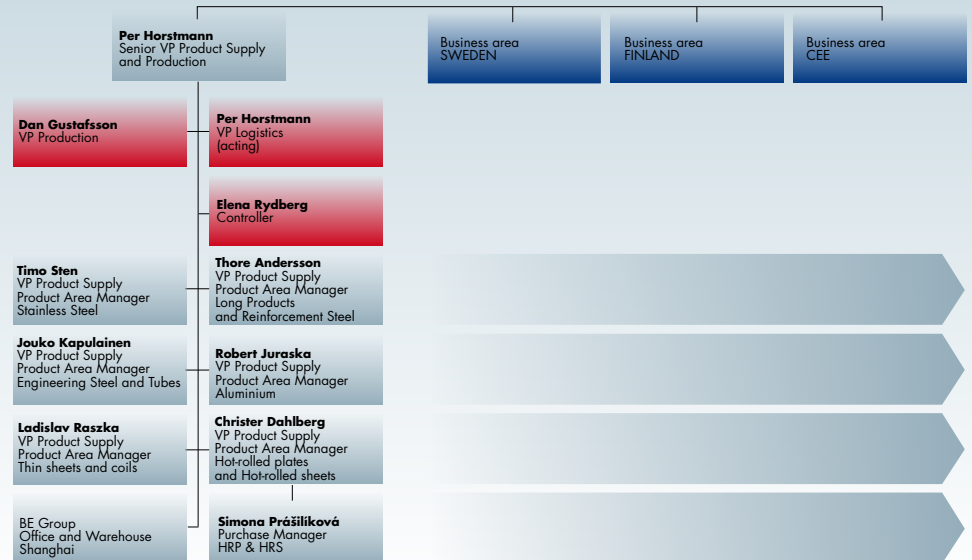 Per Horstmann
Senior VP Product Supply
and Production
Business area
SWEDEN
Business area
FINLAND
Business area
CEE
Dan Gustafsson
VP Production
Per Horstmann
VP Logistics
(acting)
Elena Rydberg
Controller
Timo Sten
VP Product Supply
Product Area Manager
Stainless Steel
Thore Andersson
VP Product Supply
Product Area Manager
Long Products
and Reinforcement Steel
Jouko Kapulainen
VP Product Supply
Product Area Manager
Engineering Steel and Tubes
Robert Juraska
VP Product Supply
Product Area Manager
Aluminium
Ladislav Raszka
VP Product Supply
Product Area Manager
Thin sheets and coils
Christer Dahlberg
VP Product Supply
Product Area Manager
Hot-rolled plates
and Hot-rolled sheets
BE Group
Office and Warehouse
Shanghai
Simona Prášilíková
Purchase Manager
HRP & HRS